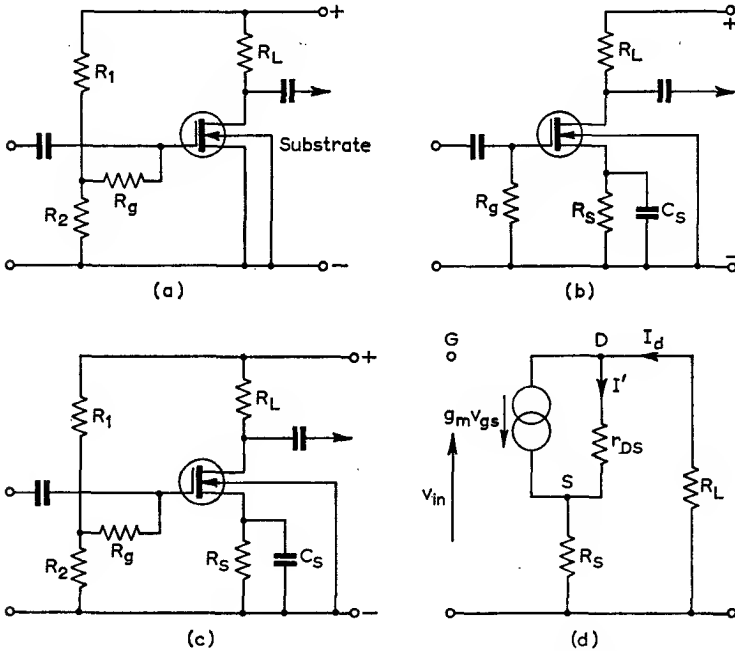 +
R1
RL
Substrate
Rg
R2
−
(a)
+
RL
Rg
RS
CS
−
(b)
+
R1
RL
Rg
R2
RS
CS
−
(c)
G
D
Id
I'
gmvgs
rDS
vin
S
RL
RS
(d)